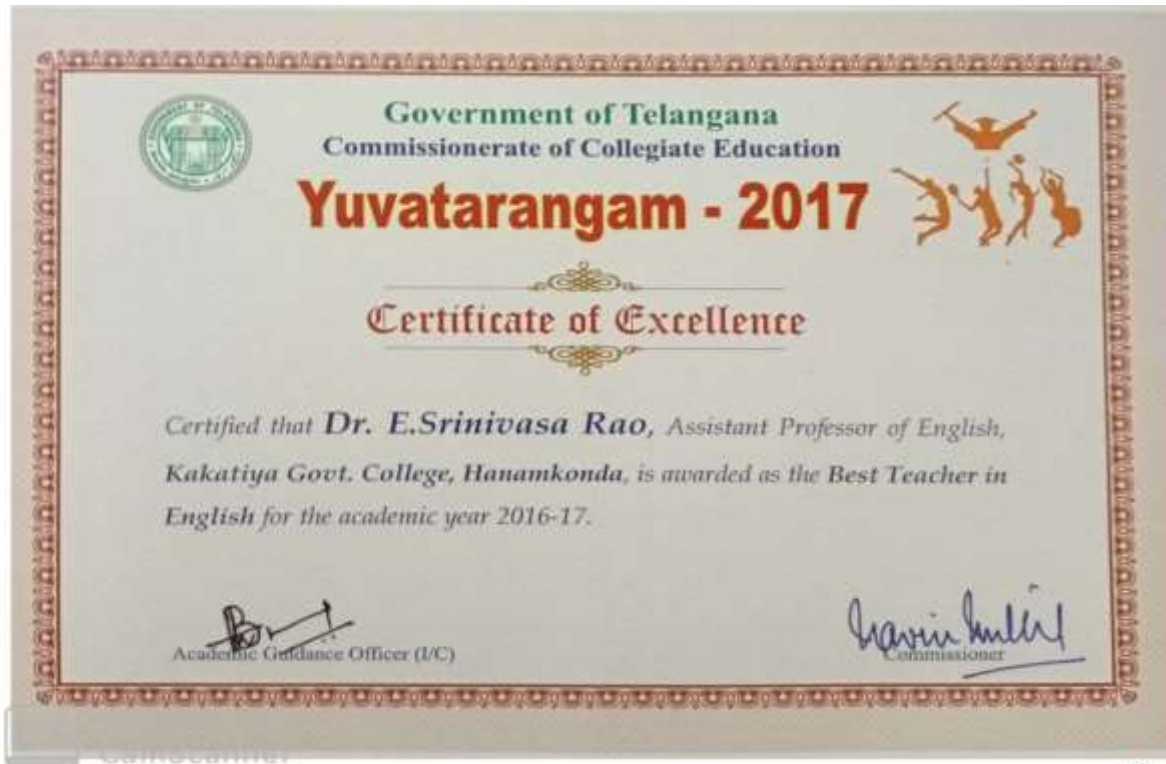 Government of Telangana
Commissionerate of Collegiate Education
Yuvatarangam - 2017
Certificate of Excellence
Certified that Dr. E.Srinivasa Rao, Assistant Professor of English,
Kakatiya Govt. College, Hanamkonda, is awarded as the Best Teacher in
English for the academic year 2016-17.
Academic Guidance Officer (I/C)
Commissioner